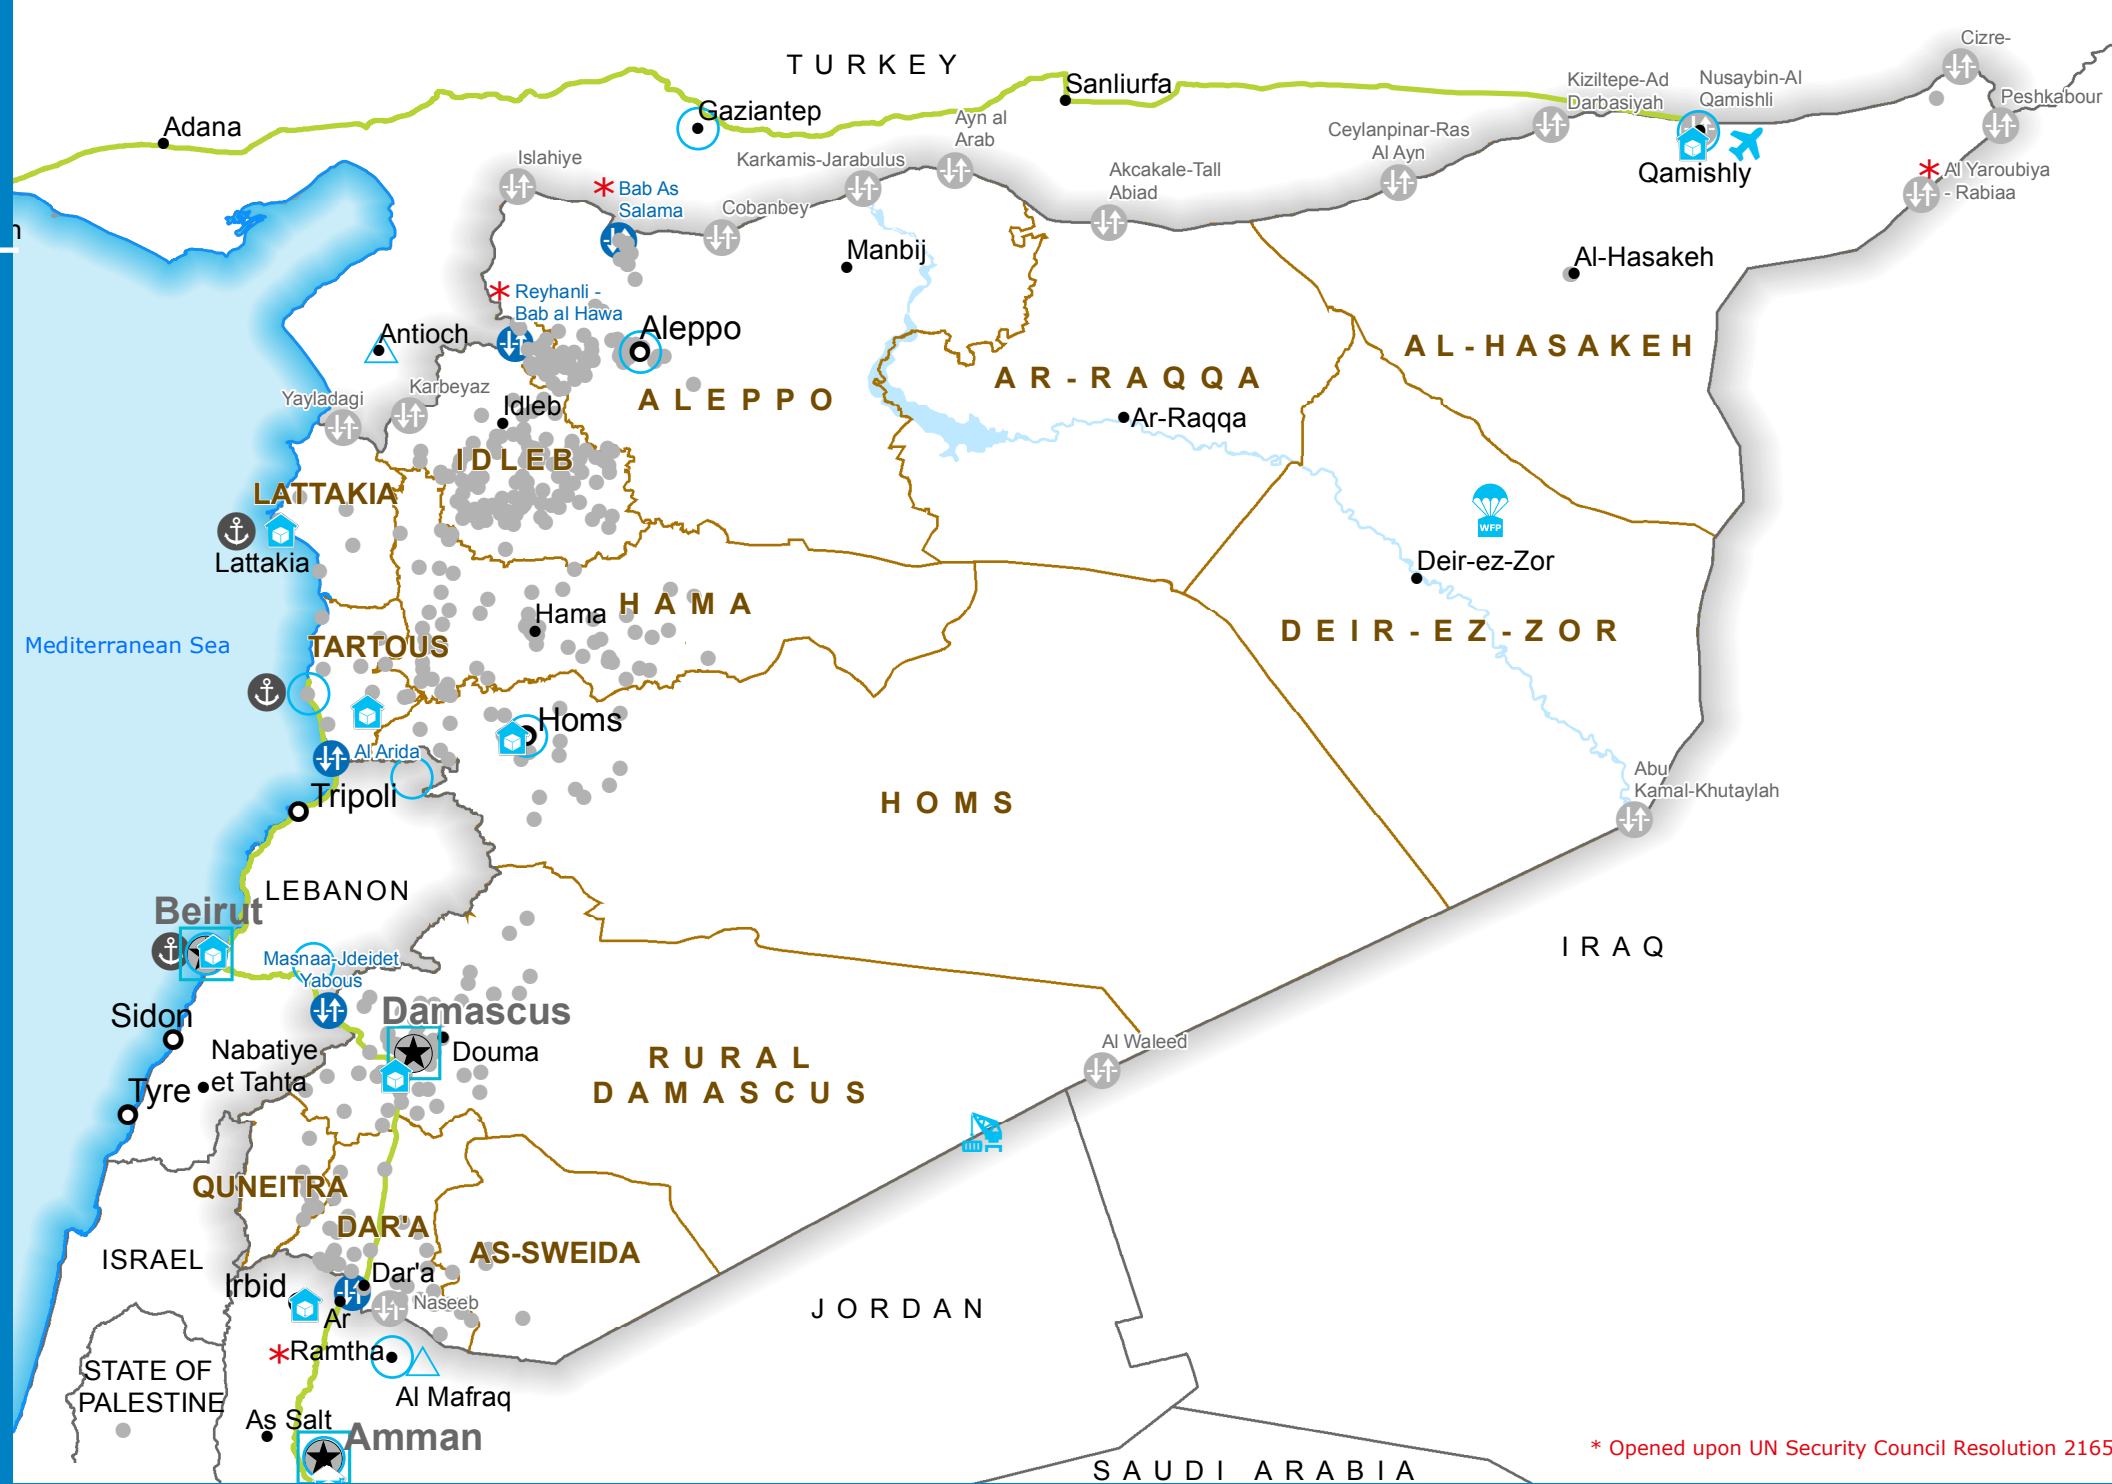 Cizre-
TURKEY
Kiziltepe-Ad
Darbasiyah
Nusaybin-Al
Qamishli
Sanliurfa
Peshkabour
Gaziantep
Adana
Ayn al
Arab
Ceylanpinar-Ras
Al Ayn
Islahiye
Karkamis-Jarabulus
Akcakale-Tall
Abiad
Qamishly
* Al Yaroubiya
- Rabiaa
* Bab As
Salama
Cobanbey
Manbij
Al-Hasakeh
* Reyhanli -
Bab al Hawa
Aleppo
Antioch
AL-HASAKEH
AR-RAQQA
Karbeyaz
Yayladagi
ALEPPO
Idleb
Ar-Raqqa
IDLEB
LATTAKIA
WFP
Lattakia
Deir-ez-Zor
HAMA
Hama
DEIR-EZ-ZOR
Mediterranean Sea
TARTOUS
Homs
Al Arida
Abu
Kamal-Khutaylah
Tripoli
HOMS
LEBANON
Beirut
IRAQ
Masnaa-Jdeidet
Yabous
Damascus
Sidon
Al Waleed
Nabatiye
et Tahta
Douma
RURAL
DAMASCUS
Tyre
QUNEITRA
DAR'A
AS-SWEIDA
ISRAEL
Dar'a
Irbid
Naseeb
JORDAN
Ar
*Ramtha
STATE OF
PALESTINE
Al Mafraq
As Salt
Amman
* Opened upon UN Security Council Resolution 2165
SAUDI ARABIA